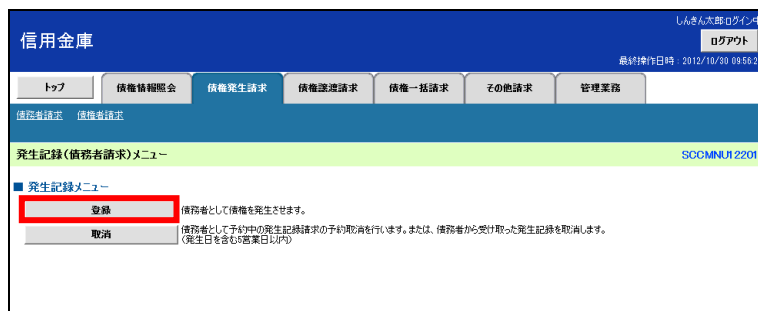 しんきん太郎ログイン中
信用金庫
ログアウト
最終操作日時：2012/10/30 09:56:2
トップ 債権情報照会 債権発生請求 債権譲渡請求 債権一括請求 その他請求 管理業務
債務者請求 債権者請求
発生記録（債務者請求）メニュー SCCMNU12201
■ 発生記録メニュー
登録 債務者として債権を発生させます。
取消 債務者として予約中の発生記録請求の予約取消を行います。または、債務者から受け取った発生記録を取消します。
（発生日を含む5営業日以内）